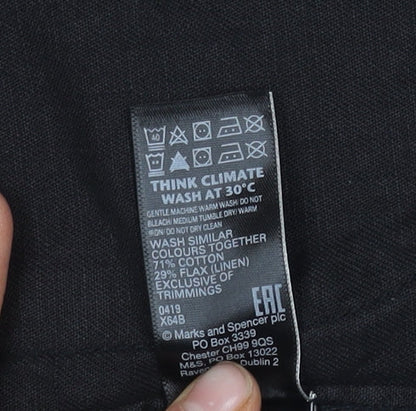 40
THINK CLIMATE
WASH AT 30°C
GENTLE MACHINE WARM WASH/ DO NOT
BLEACH/ MEDIUM TUMBLE DRY/ WARM
IRON/ DO NOT DRY CLEAN
WASH SIMILAR
COLOURS TOGETHER
71% COTTON
29% FLAX (LINEN)
EXCLUSIVE OF
TRIMMINGS
0419
X64B
EAC
© Marks and Spencer plc
PO Box 3339
Chester CH99 9QS
M&S, PO Box 13022
Dublin 2